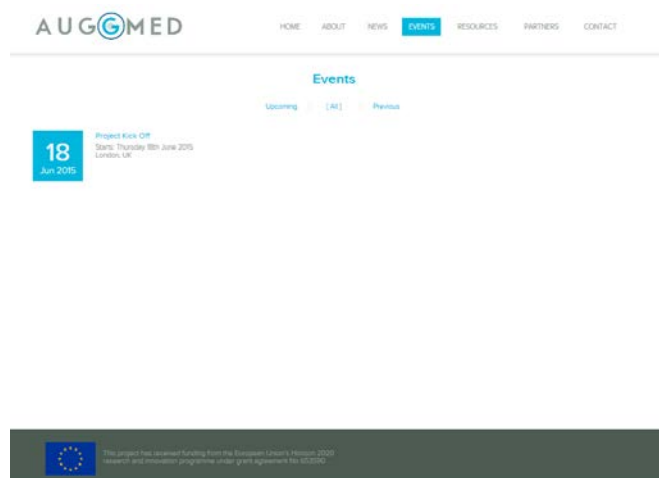 AUGGMED
HOME ABOUT NEWS EVENTS RESOURCES PARTNERS CONTACT
Events
Upcoming [ All ] Previous
18
Jun 2015
Project Kick Off
Starts: Thursday 18th June 2015
London, UK
This project has received funding from the European Union's Horizon 2020
research and innovation programme under grant agreement No 653590